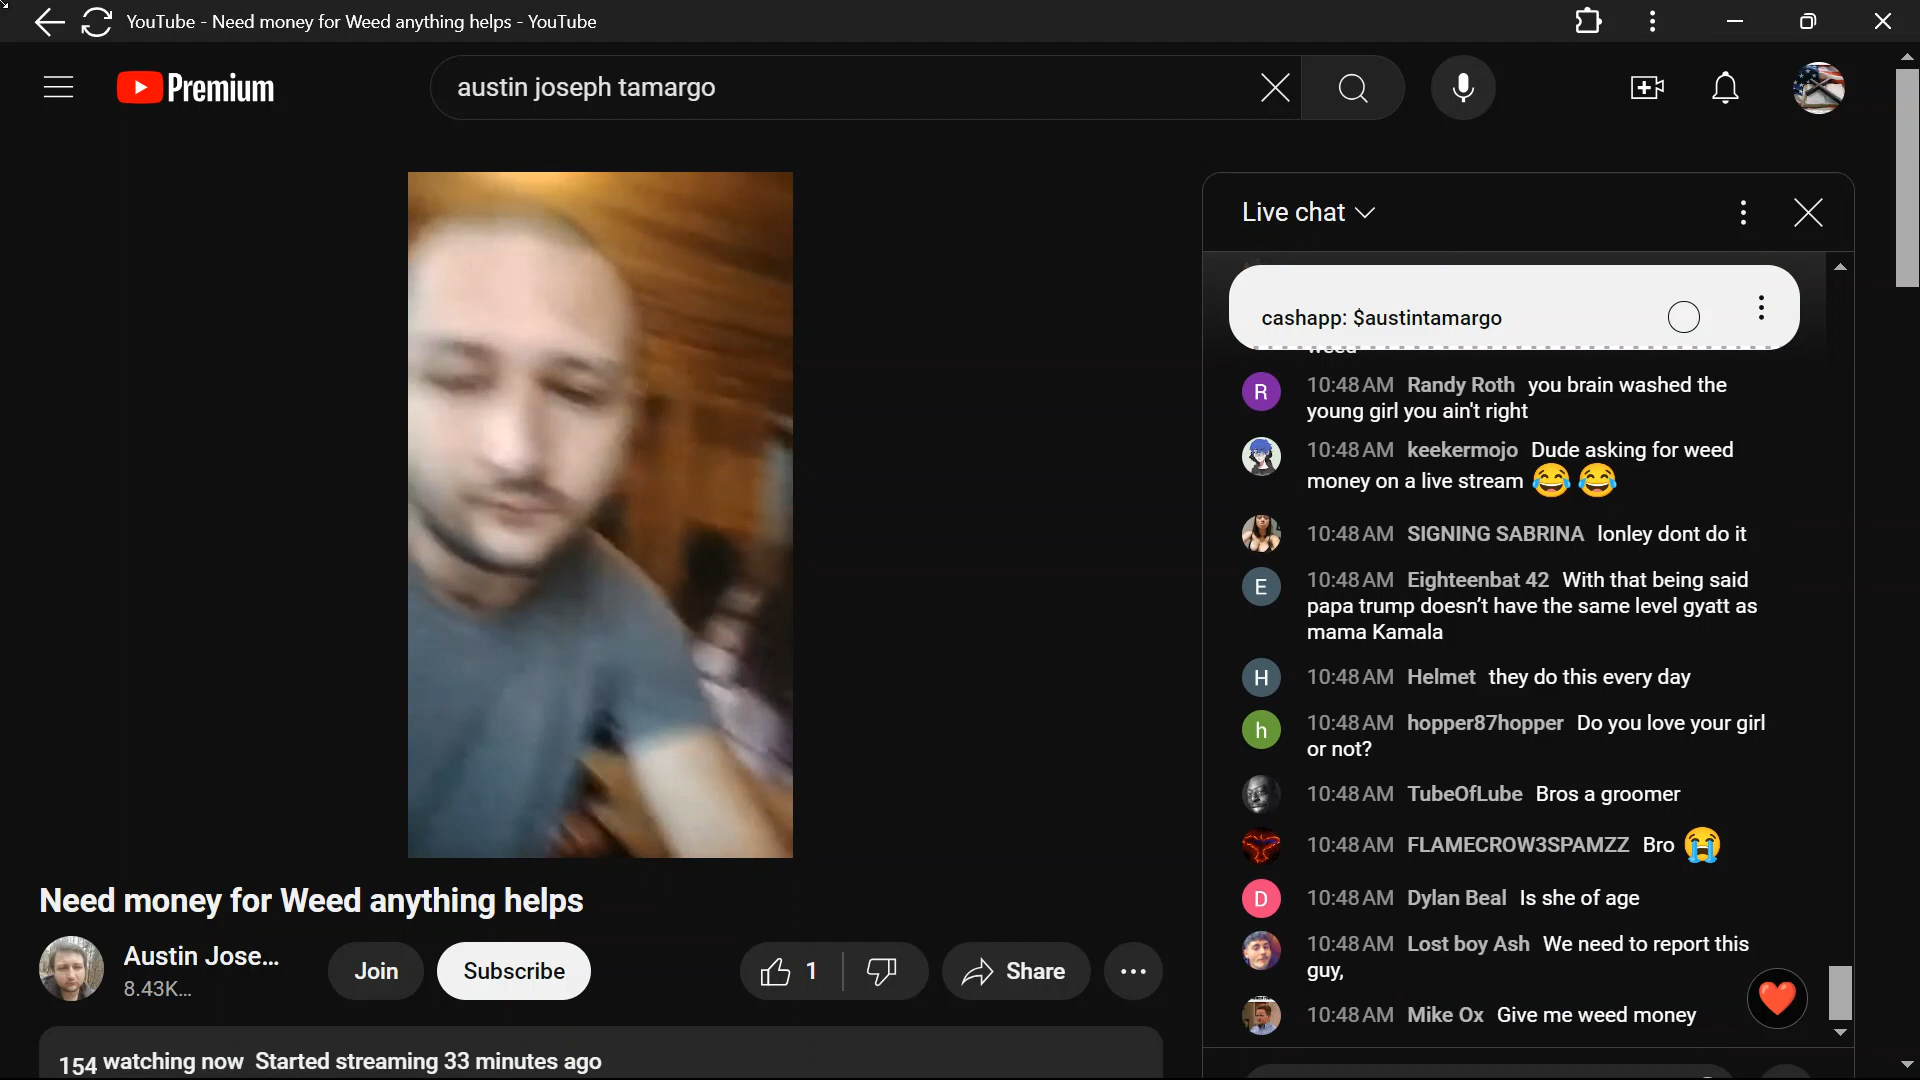 YouTube - Need money for Weed anything helps - YouTube
Premium
austin joseph tamargo
Live chat
cashapp: $austintamargo
weed
R
10:48 AM Randy Roth you brain washed the
young girl you ain't right
10:48 AM keekermojo Dude asking for weed
money on a live stream 😂 😂
10:48 AM SIGNING SABRINA lonley dont do it
E
10:48 AM Eighteenbat 42 With that being said
papa trump doesn’t have the same level gyatt as
mama Kamala
H
10:48 AM Helmet they do this every day
h
10:48 AM hopper87hopper Do you love your girl
or not?
10:48 AM TubeOfLube Bros a groomer
10:48 AM FLAMECROW3SPAMZZ Bro 😭
D
10:48 AM Dylan Beal Is she of age
10:48 AM Lost boy Ash We need to report this
guy,
10:48 AM Mike Ox Give me weed money
Need money for Weed anything helps
Austin Jose...
8.43K...
Join
Subscribe
1
Share
154 watching now Started streaming 33 minutes ago